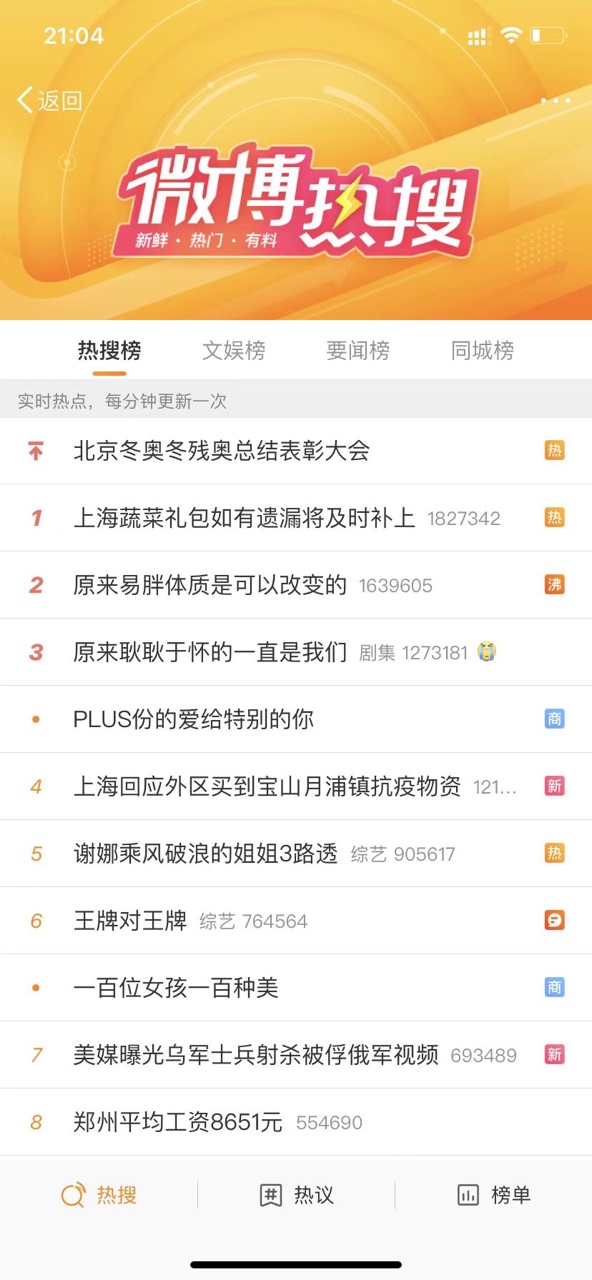 21:04
返回
微博热搜
新鲜·热门·有料
热搜榜 文娱榜 要闻榜 同城榜
实时热点，每分钟更新一次
北京冬奥冬残奥总结表彰大会 热
1 上海蔬菜礼包如有遗漏将及时补上 1827342 热
2 原来易胖体质是可以改变的 1639605 沸
3 原来耿耿于怀的一直是我们 剧集 1273181
PLUS份的爱给特别的你 商
4 上海回应外区买到宝山月浦镇抗疫物资 121... 新
5 谢娜乘风破浪的姐姐3路透 综艺 905617 热
6 王牌对王牌 综艺 764564
一百位女孩一百种美 商
7 美媒曝光乌军士兵射杀被俘俄军视频 693489 新
8 郑州平均工资8651元 554690
热搜 # 热议 榜单